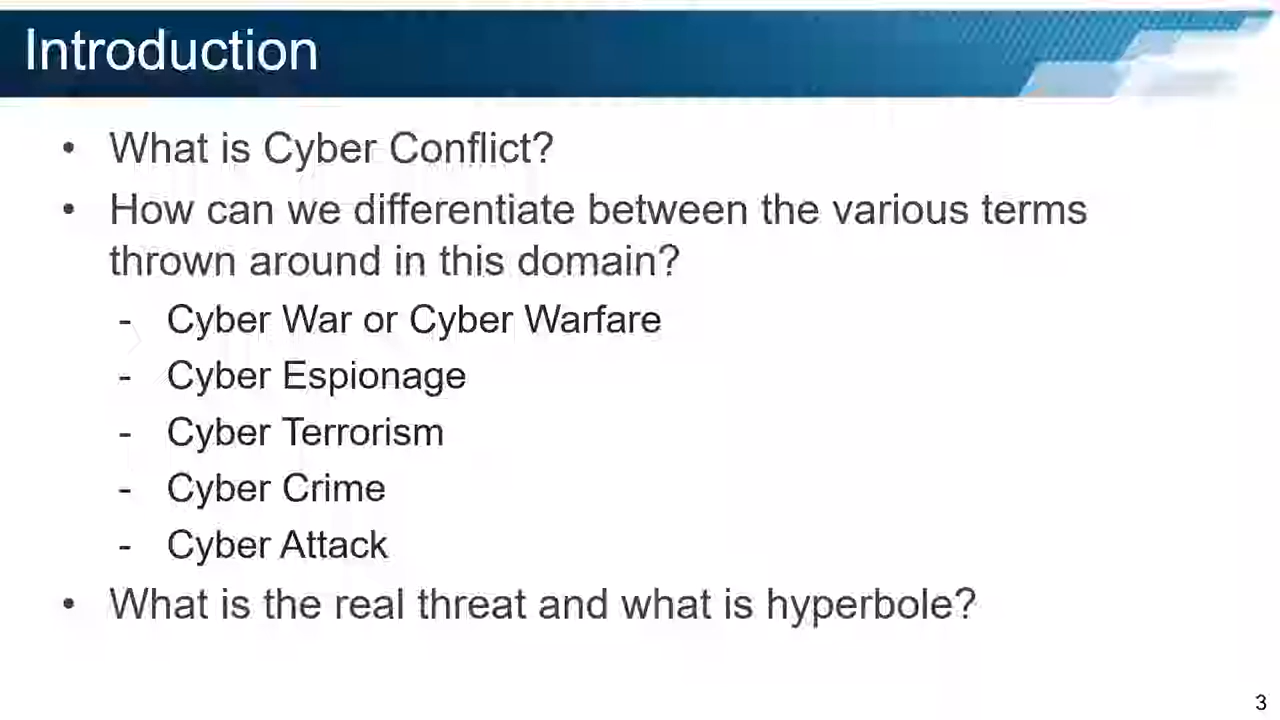 Introduction
• What is Cyber Conflict?
• How can we differentiate between the various terms
thrown around in this domain?
- Cyber War or Cyber Warfare
- Cyber Espionage
- Cyber Terrorism
- Cyber Crime
- Cyber Attack
• What is the real threat and what is hyperbole?
3